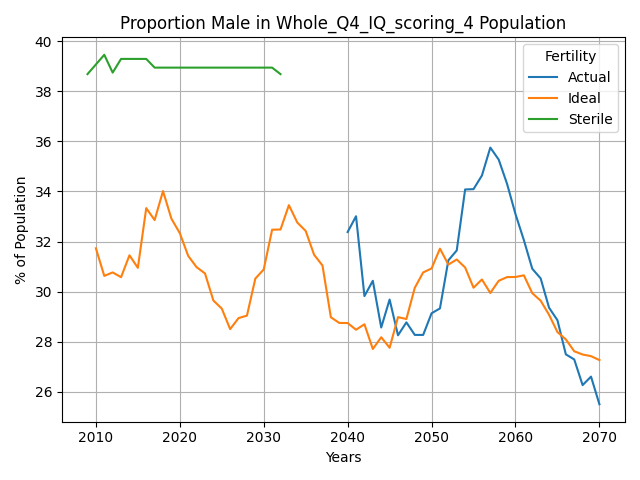 Proportion Male in Whole_Q4_IQ_scoring_4 Population
% of Population
40
38
36
34
32
30
28
26
Fertility
Actual
Ideal
Sterile
2010 2020 2030 2040 2050 2060 2070
Years